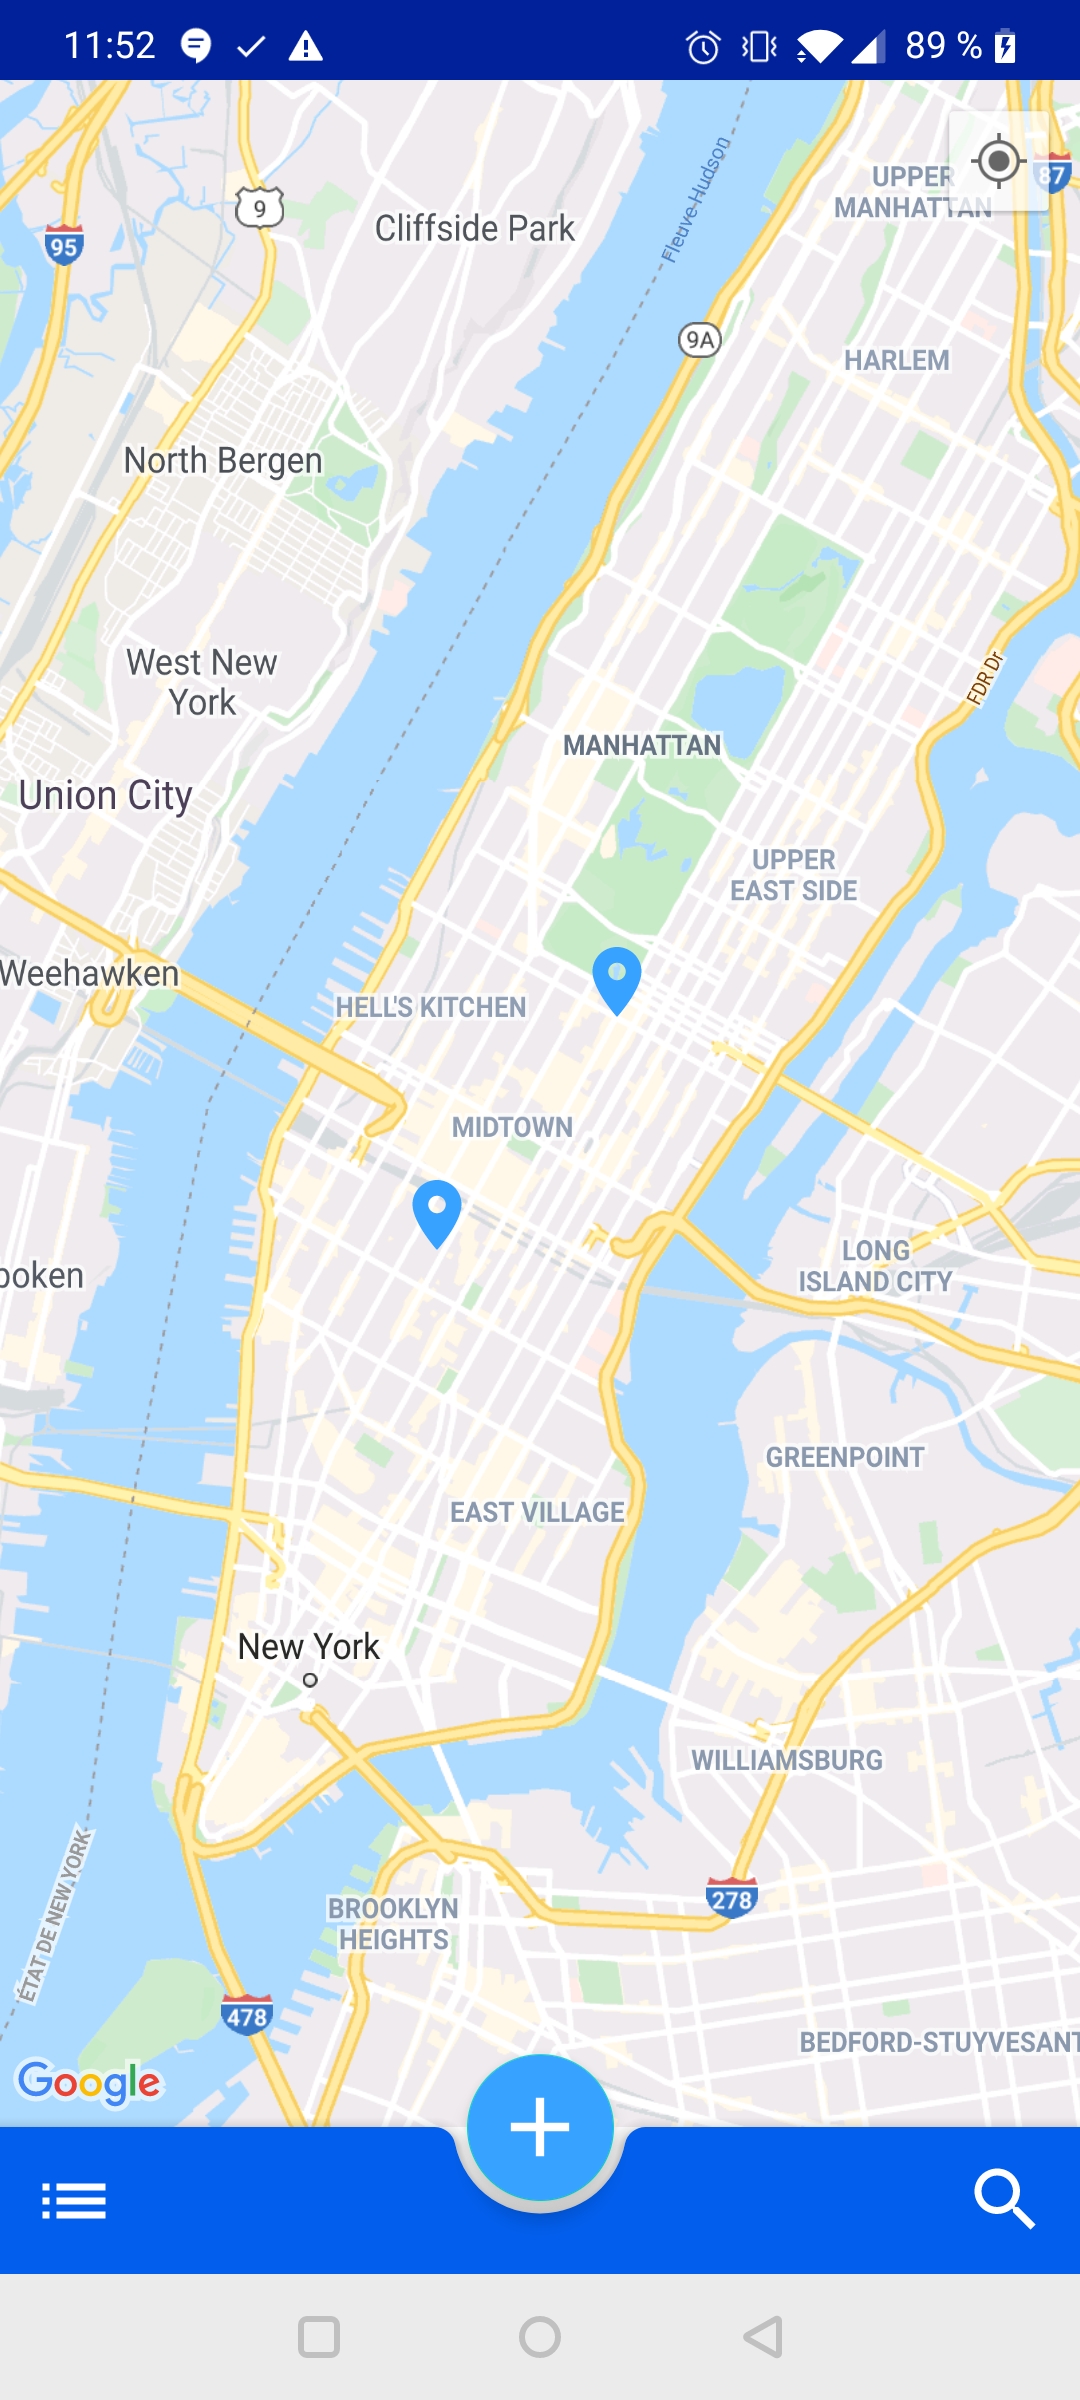 11:52
89 %
Fleuve Hudson
UPPER
MANHATTAN
87
9
Cliffside Park
95
9A
HARLEM
North Bergen
West New
York
FDR Dr
MANHATTAN
Union City
UPPER
EAST SIDE
Weehawken
HELL'S KITCHEN
MIDTOWN
LONG
ISLAND CITY
boken
GREENPOINT
EAST VILLAGE
New York
WILLIAMSBURG
ÉTAT DE NEW YORK
278
BROOKLYN
HEIGHTS
478
BEDFORD-STUYVESANT
Google